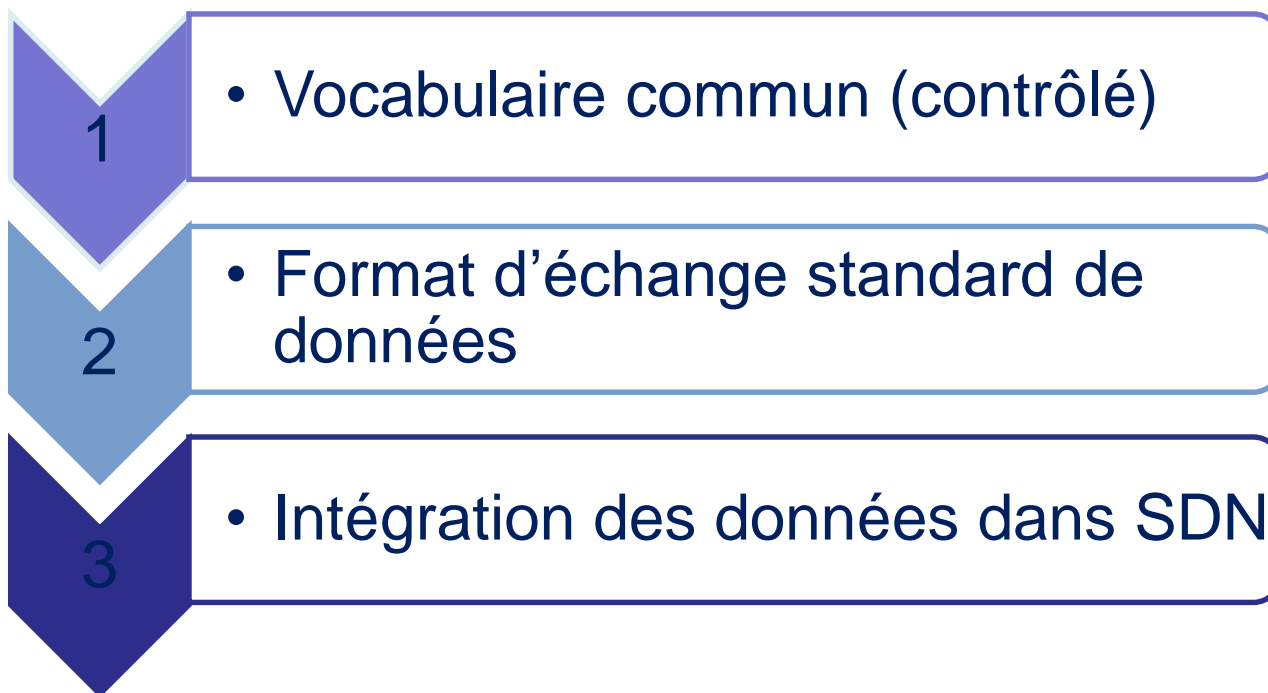 1
• Vocabulaire commun (contrôlé)
2
• Format d’échange standard de
données
3
• Intégration des données dans SDN